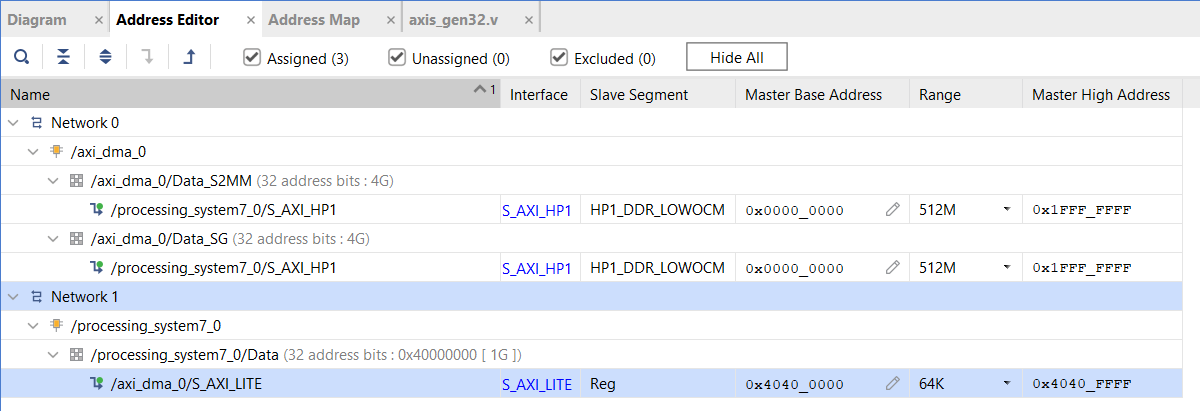 Diagram × Address Editor × Address Map × axis_gen32.v ×
Assigned (3) Unassigned (0) Excluded (0) Hide All
Name 1 Interface Slave Segment Master Base Address Range Master High Address
Network 0
/axi_dma_0
/axi_dma_0/Data_S2MM (32 address bits : 4G)
/processing_system7_0/S_AXI_HP1 S_AXI_HP1 HP1_DDR_LOWOCM 0x0000_0000 512M 0x1FFF_FFFF
/axi_dma_0/Data_SG (32 address bits : 4G)
/processing_system7_0/S_AXI_HP1 S_AXI_HP1 HP1_DDR_LOWOCM 0x0000_0000 512M 0x1FFF_FFFF
Network 1
/processing_system7_0
/processing_system7_0/Data (32 address bits : 0x40000000 [ 1G ])
/axi_dma_0/S_AXI_LITE S_AXI_LITE Reg 0x4040_0000 64K 0x4040_FFFF